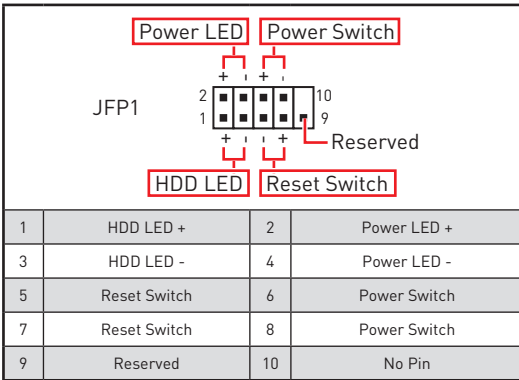 Power LED Power Switch
+ - + -
JFP1
2 10
1 9
+ - - +
Reserved
HDD LED Reset Switch
1 HDD LED + 2 Power LED +
3 HDD LED - 4 Power LED -
5 Reset Switch 6 Power Switch
7 Reset Switch 8 Power Switch
9 Reserved 10 No Pin